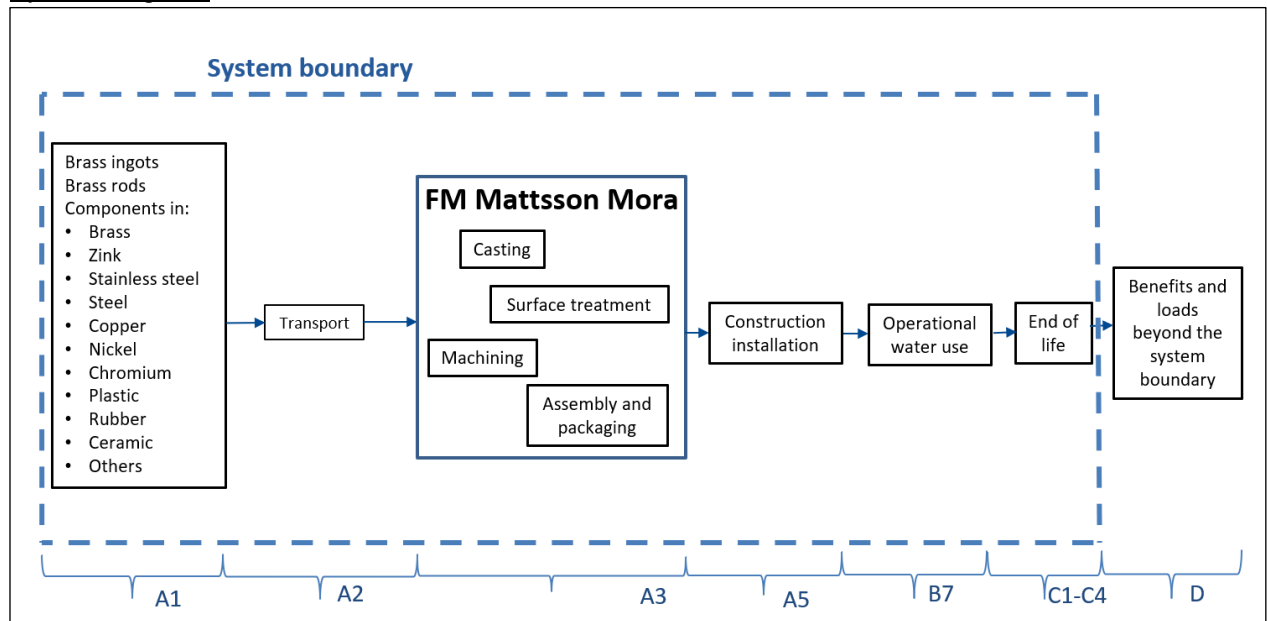 System boundary
Brass ingots
Brass rods
Components in:
• Brass
• Zink
• Stainless steel
• Steel
• Copper
• Nickel
• Chromium
• Plastic
• Rubber
• Ceramic
• Others
Transport
FM Mattsson Mora
Casting
Surface treatment
Machining
Assembly and
packaging
Construction
installation
Operational
water use
End of
life
Benefits and
loads
beyond the
system
boundary
A1
A2
A3
A5
B7
C1-C4
D